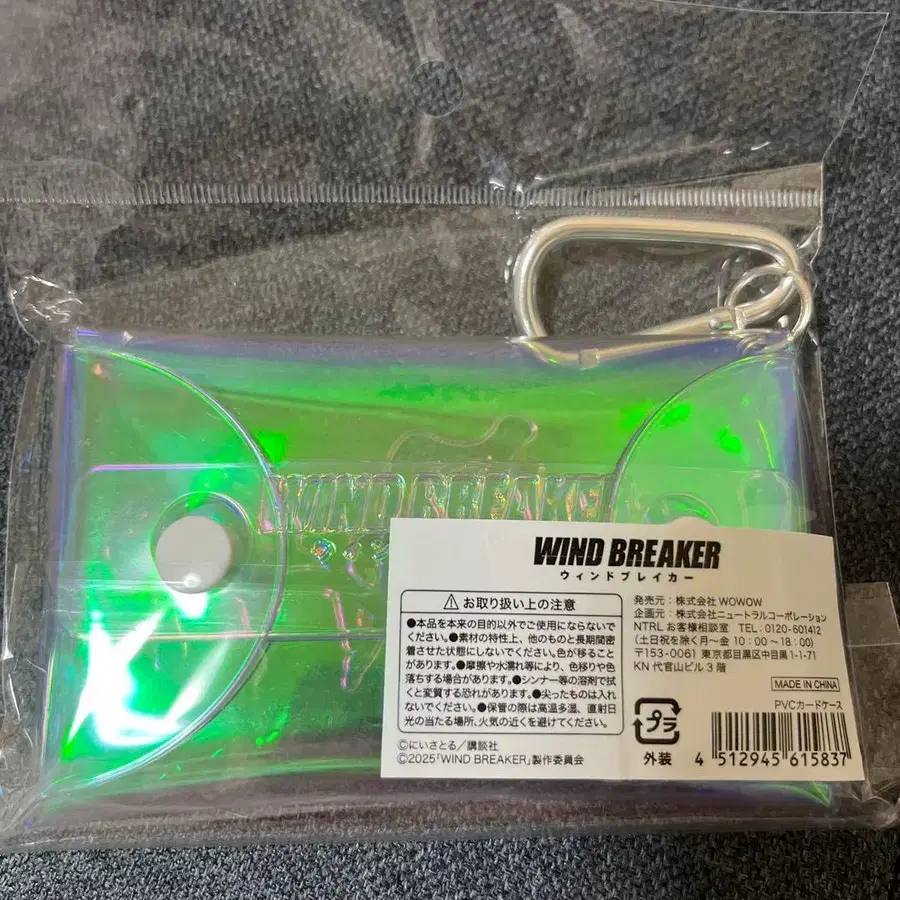 WIND BREAKER
WIND BREAKER
ウィンドブレイカー
⚠お取り扱い上の注意
●本品を本来の目的以外でご使用にならないで
ください。●素材の特性上、他のものと長期間密
着させた状態にしないでください。色が移ること
があります。●摩擦や水濡れ等により、色移りや色
落ちする場合があります。●シンナー等の溶剤で拭
くと変質する恐れがあります。●尖ったものは入れ
ないでください。●保管の際は高温多湿、直射日
光の当たる場所、火気の近くを避けてください。
©にいさとる/講談社
©2025「WIND BREAKER」製作委員会
発売元:株式会社 WOWOW
企画元:株式会社ニュートラルコーポレーション
NTRL お客様相談室 TEL:0120-601412
(土日祝を除く月〜金 10:00〜18:00)
〒153-0061 東京都目黒区中目黒1-1-71
KN 代官山ビル3階
MADE IN CHINA
PVCカードケース
プラ
外装
4 512945 615837